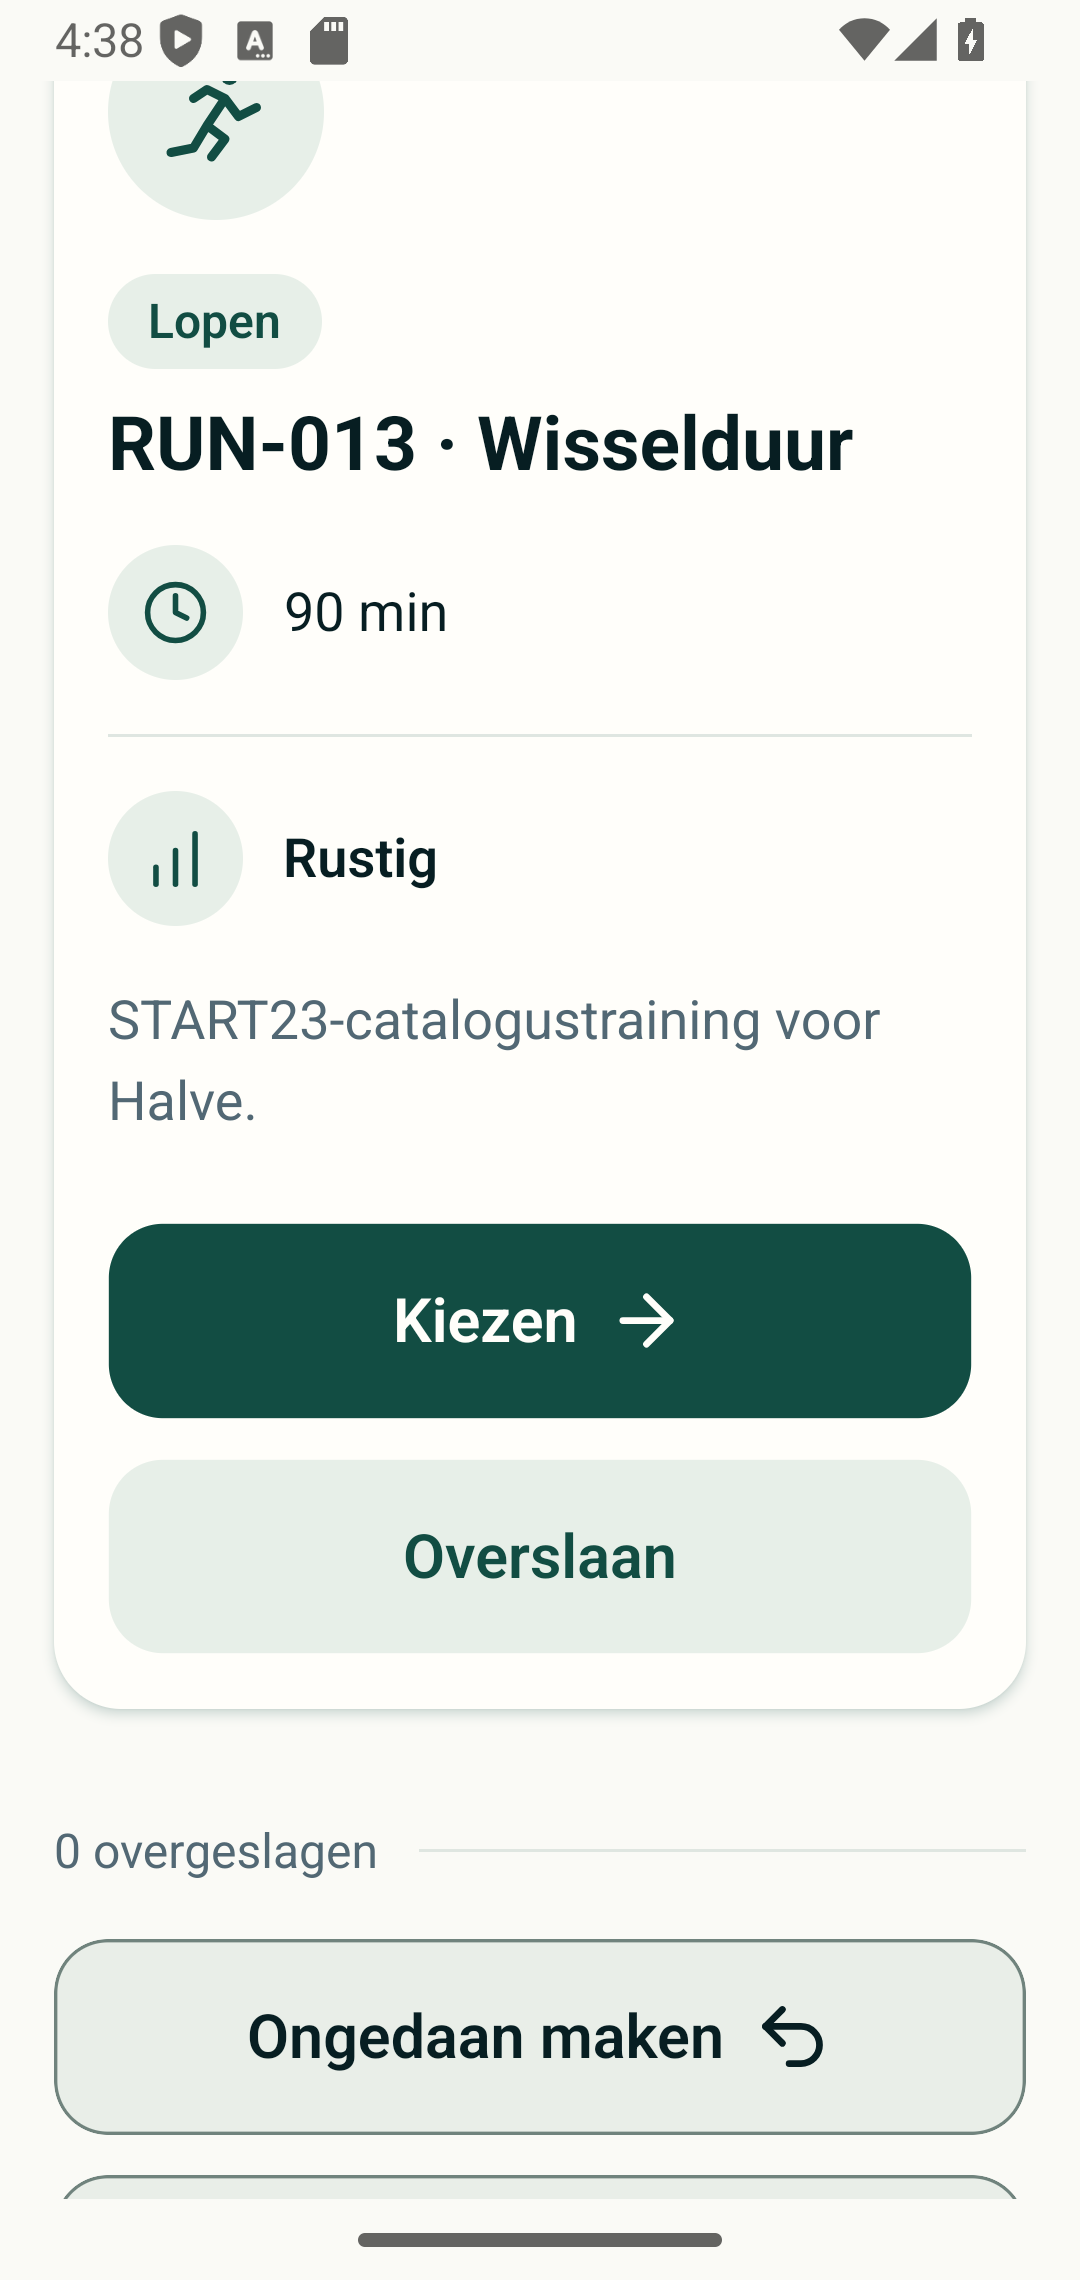 4:38
Lopen
RUN-013 · Wisselduur
90 min
Rustig
START23-catalogustraining voor
Halve.
Kiezen
Overslaan
0 overgeslagen
Ongedaan maken